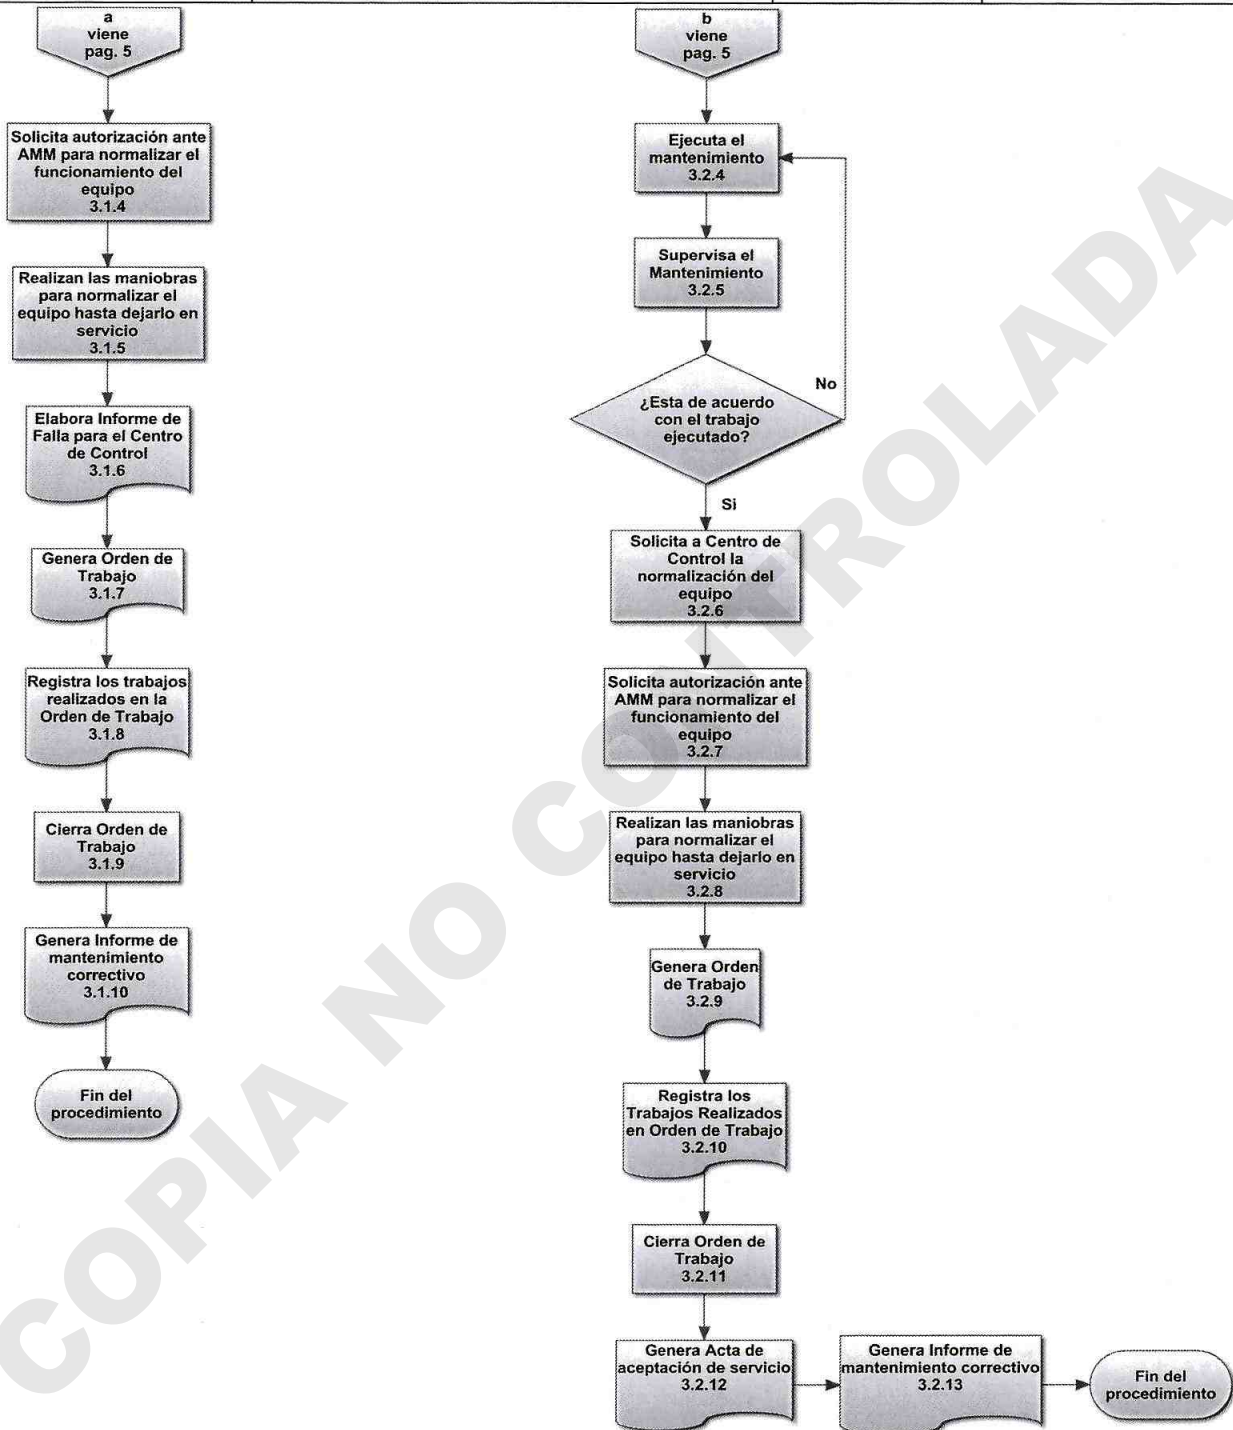 a
viene
pag. 5
Solicita autorización ante
AMM para normalizar el
funcionamiento del
equipo
3.1.4
Realizan las maniobras
para normalizar el
equipo hasta dejarlo en
servicio
3.1.5
Elabora Informe de
Falla para el Centro
de Control
3.1.6
Genera Orden de
Trabajo
3.1.7
Registra los trabajos
realizados en la
Orden de Trabajo
3.1.8
Cierra Orden de
Trabajo
3.1.9
Genera Informe de
mantenimiento
correctivo
3.1.10
Fin del
procedimiento
b
viene
pag. 5
Ejecuta el
mantenimiento
3.2.4
Supervisa el
Mantenimiento
3.2.5
¿Esta de acuerdo
con el trabajo
ejecutado?
No
Si
Solicita a Centro de
Control la
normalización del
equipo
3.2.6
Solicita autorización ante
AMM para normalizar el
funcionamiento del
equipo
3.2.7
Realizan las maniobras
para normalizar el
equipo hasta dejarlo en
servicio
3.2.8
Genera Orden
de Trabajo
3.2.9
Registra los
Trabajos Realizados
en Orden de Trabajo
3.2.10
Cierra Orden de
Trabajo
3.2.11
Genera Acta de
aceptación de servicio
3.2.12
Genera Informe de
mantenimiento correctivo
3.2.13
Fin del
procedimiento
COPIA NO CONTROLADA